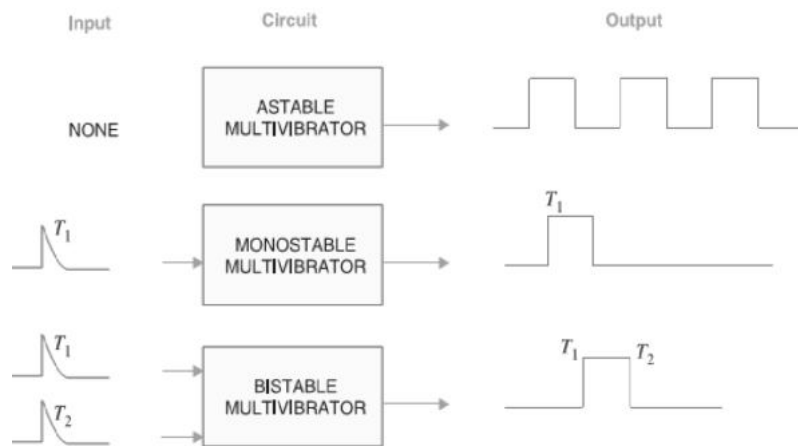 Input Circuit Output
NONE
ASTABLE
MULTIVIBRATOR
T1
MONOSTABLE
MULTIVIBRATOR
T1
T1
T2
BISTABLE
MULTIVIBRATOR
T1 T2